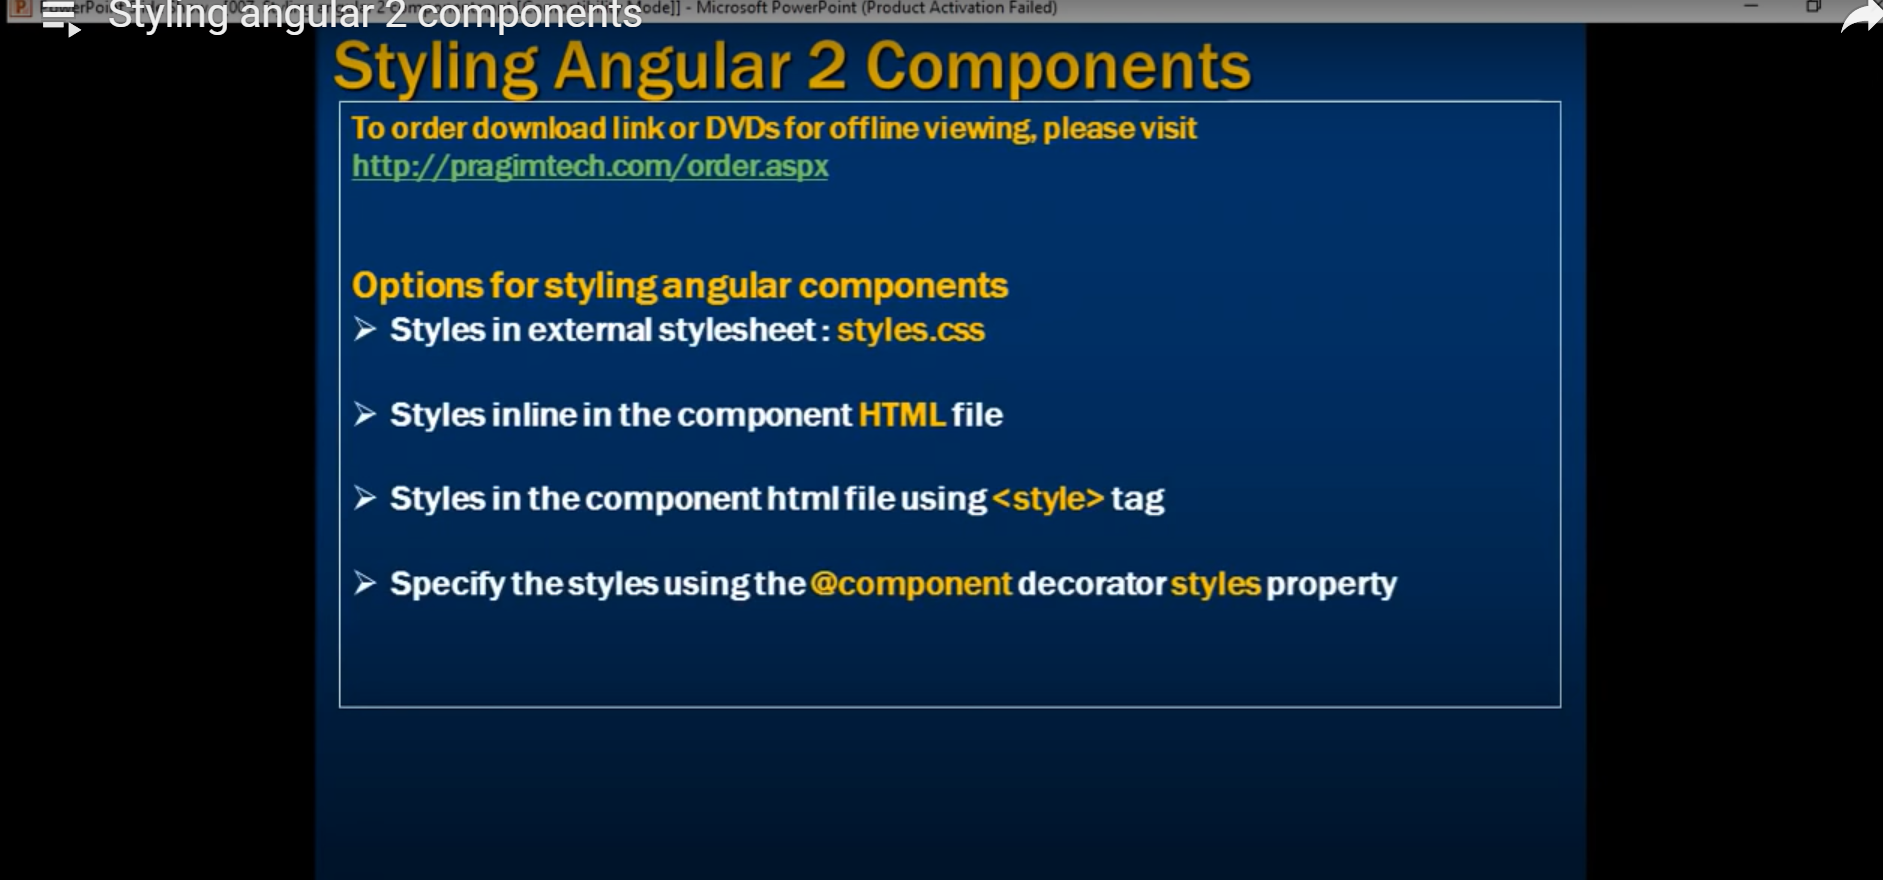 Mode]] - Microsoft PowerPoint (Product Activation Failed)
Styling angular 2 components
Styling Angular 2 Components
To order download link or DVDs for offline viewing, please visit
http://pragimtech.com/order.aspx
Options for styling angular components
➢ Styles in external stylesheet : styles.css
➢ Styles inline in the component HTML file
➢ Styles in the component html file using <style> tag
➢ Specify the styles using the @component decorator styles property